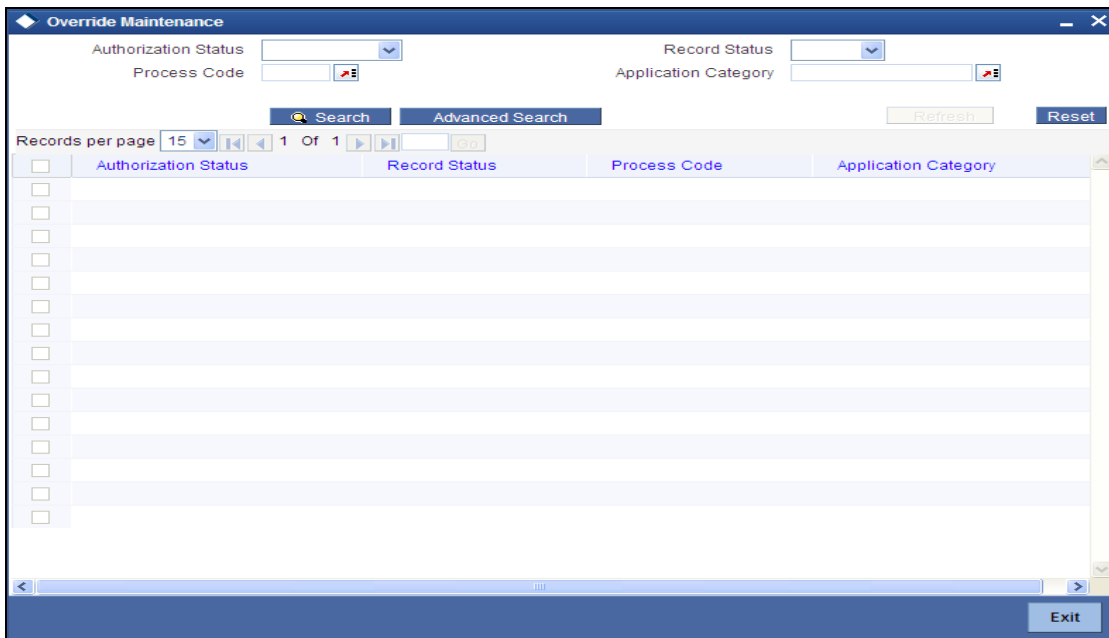 Override Maintenance
Authorization Status Record Status
Process Code Application Category
Search Advanced Search Refresh Reset
Records per page 15 1 Of 1 Go
Authorization Status Record Status Process Code Application Category
Exit